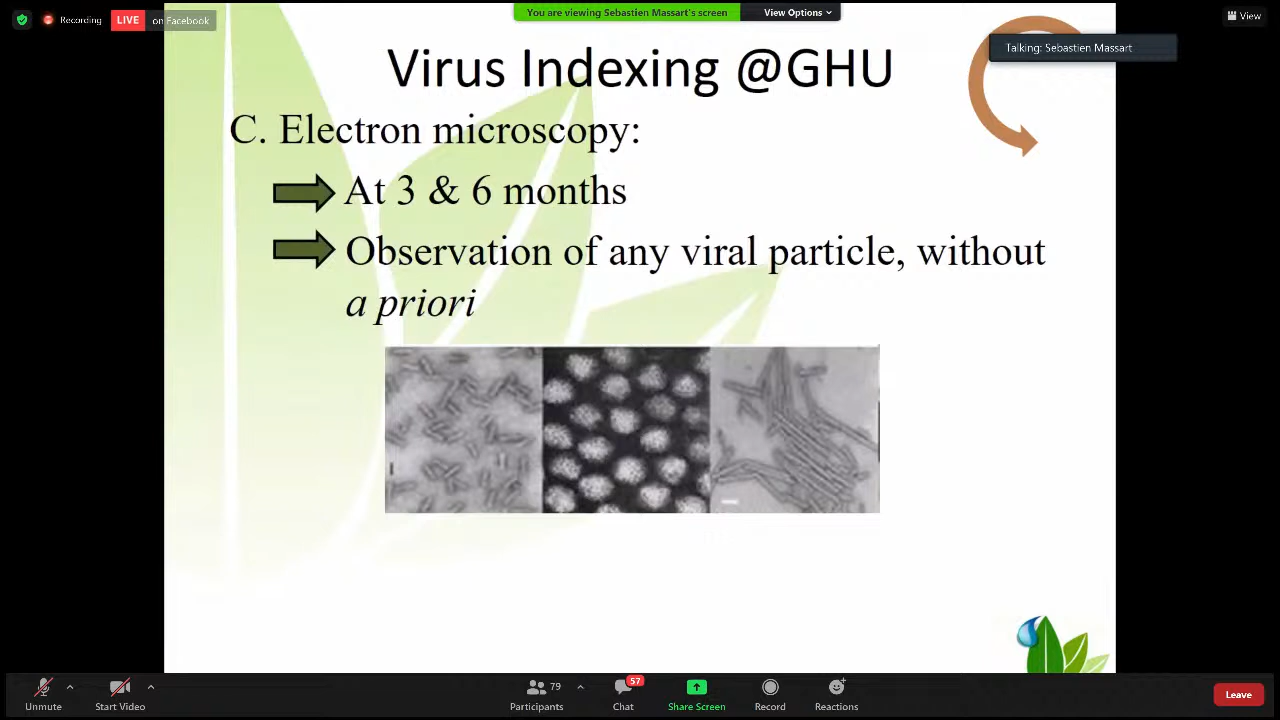 Recording
LIVE
on Facebook
You are viewing Sebastien Massart's screen
View Options
View
Talking: Sebastien Massart
Virus Indexing @GHU
C. Electron microscopy:
At 3 & 6 months
Observation of any viral particle, without
a priori
Unmute
Start Video
79
Participants
57
Chat
Share Screen
Record
Reactions
Leave